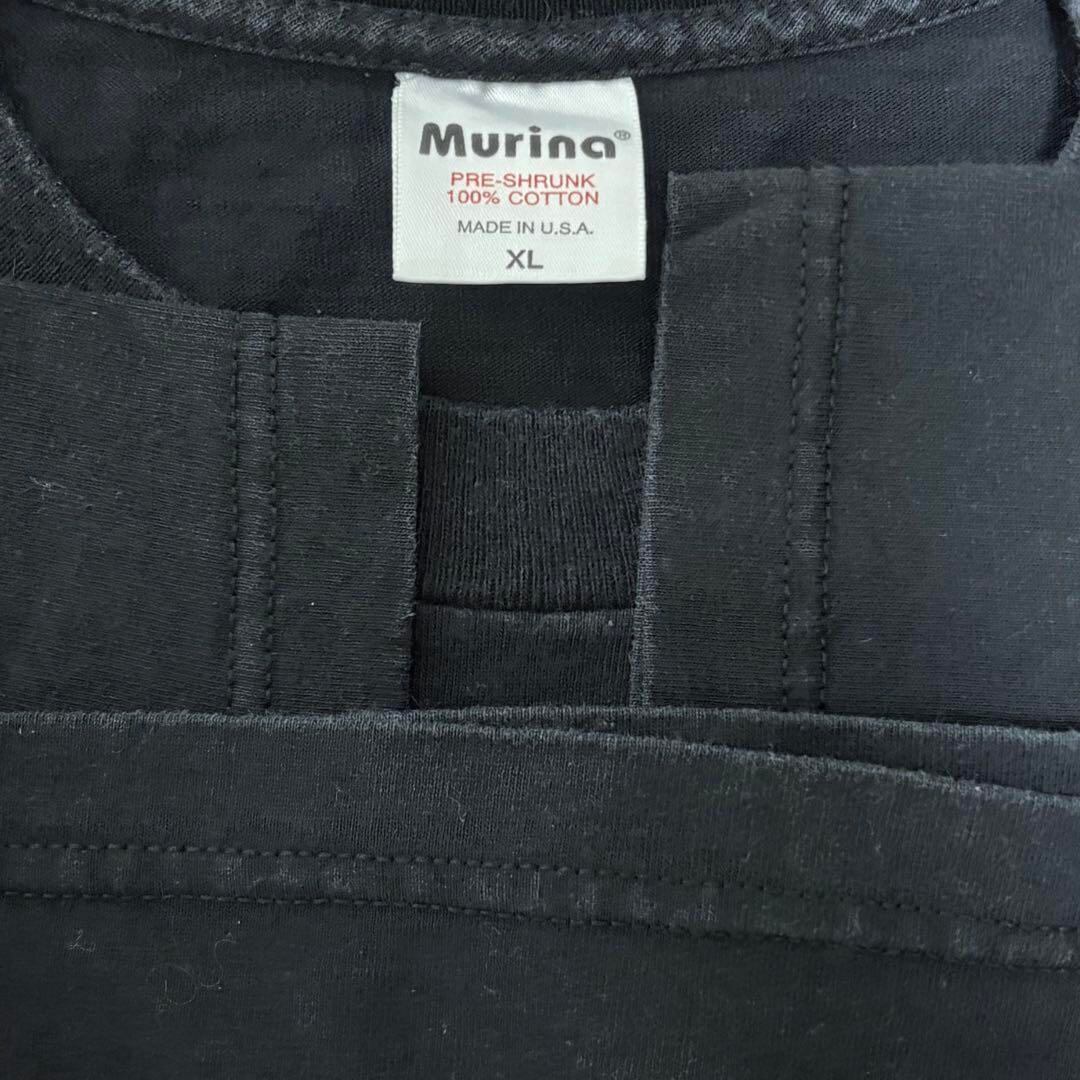 Murina®
PRE-SHRUNK
100% COTTON
MADE IN U.S.A.
XL